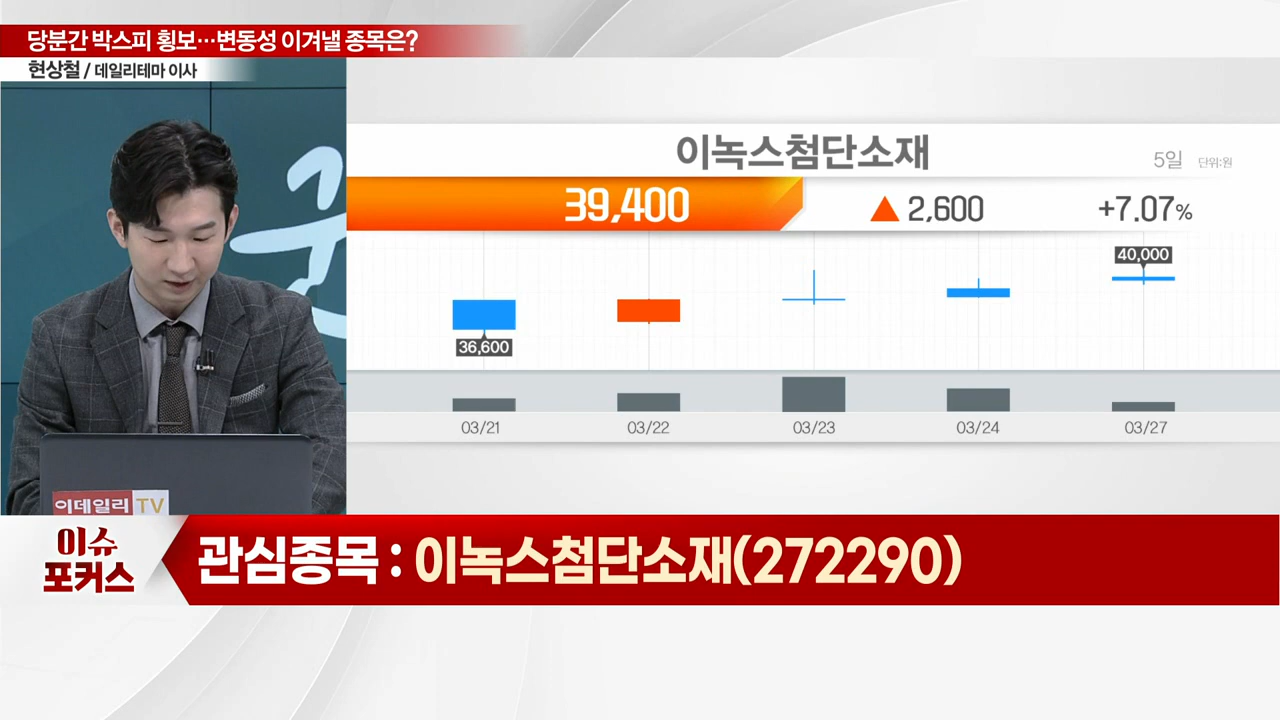 당분간 박스피 횡보…변동성 이겨낼 종목은?
현상철 / 데일리테마 이사
이녹스첨단소재
5일 단위:원
39,400 ▲ 2,600 +7.07%
40,000
36,600
03/21 03/22 03/23 03/24 03/27
이데일리 TV
이슈
포커스
관심종목 : 이녹스첨단소재(272290)